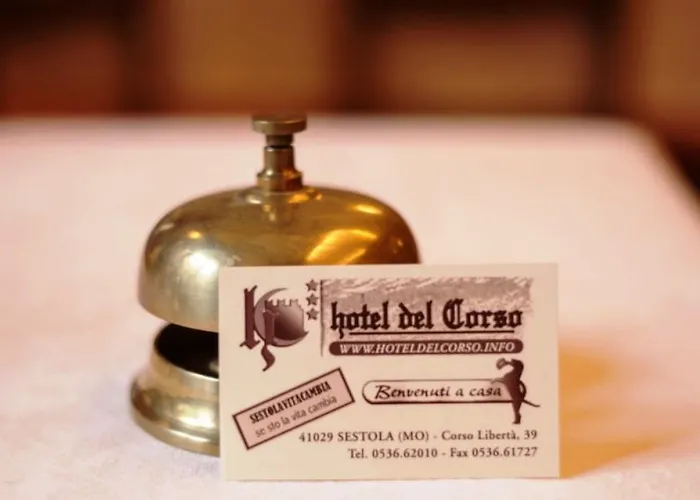 hotel del Corso
WWW.HOTELDELCORSO.INFO
Benvenuti a casa
SESTOLAVITACAMBIA
se sto la vita cambia
41029 SESTOLA (MO) - Corso Libertà, 39
Tel. 0536.62010 - Fax 0536.61727